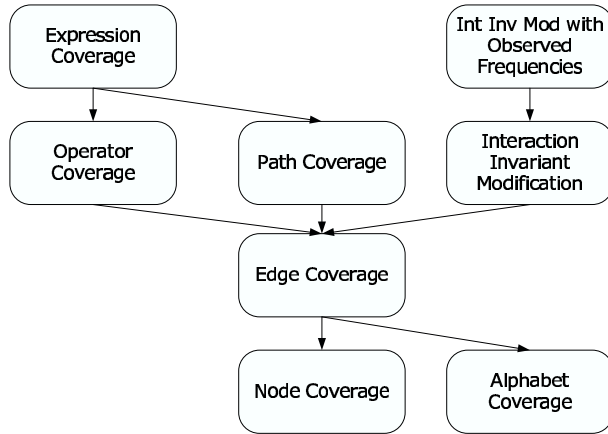 Expression
Coverage
Int Inv Mod with
Observed
Frequencies
Operator
Coverage
Path Coverage
Interaction
Invariant
Modification
Edge Coverage
Node Coverage
Alphabet
Coverage